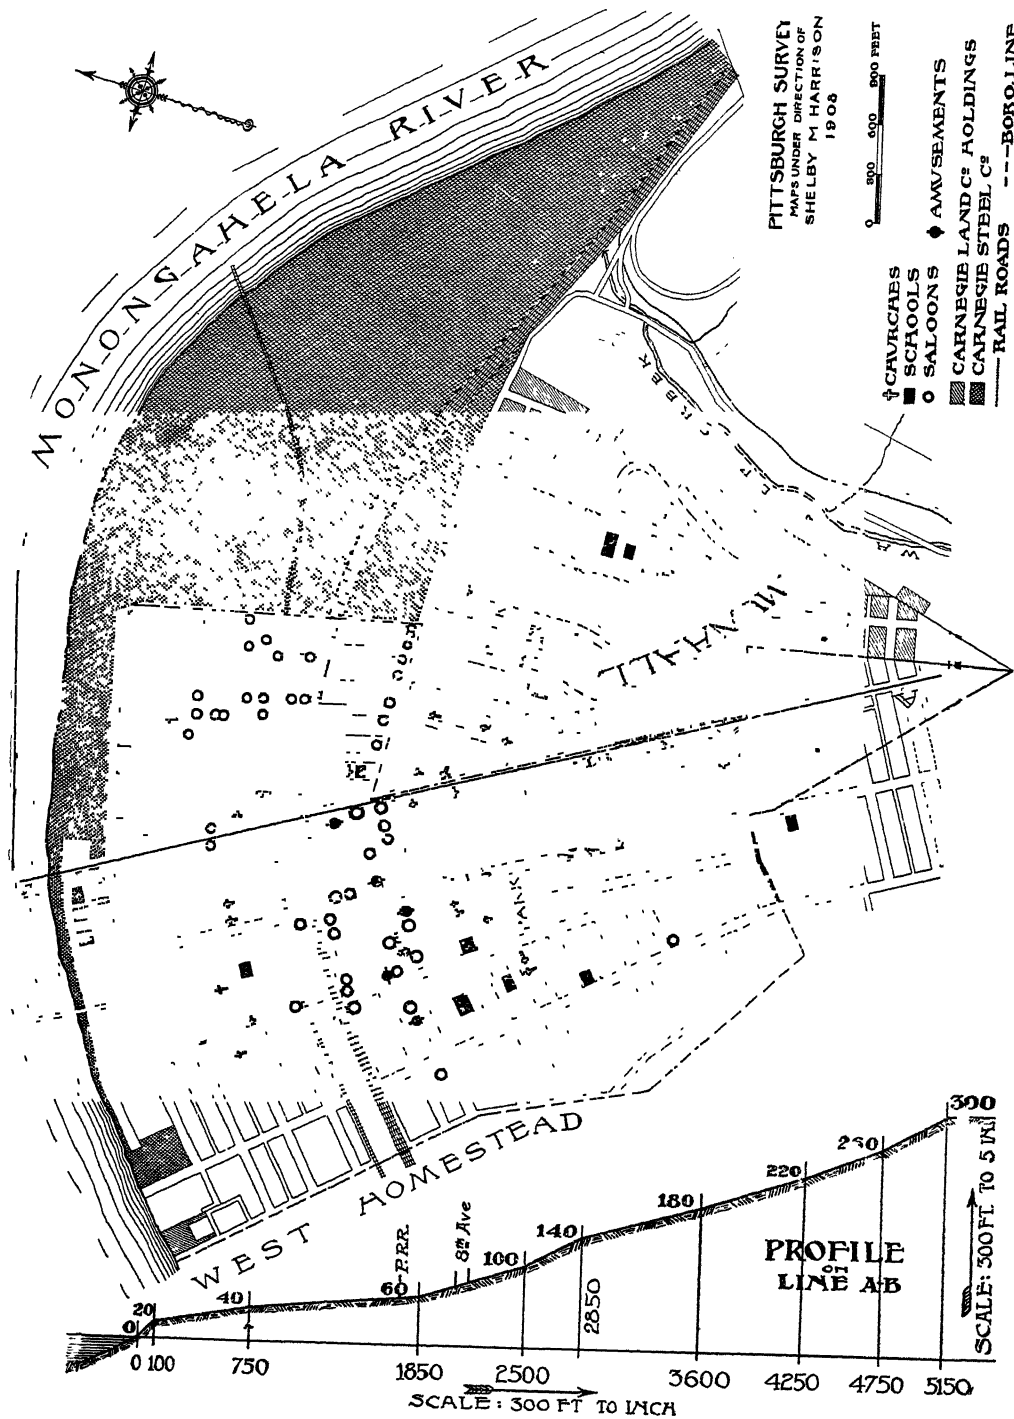 MONONGAHELA RIVER
PITTSBURGH SURVEY
MAPS UNDER DIRECTION OF
SHELBY M HARRISON
1908
0 300 600 900 FEET
CHURCHES
SCHOOLS
SALOONS
AMUSEMENTS
CARNEGIE LAND Cº HOLDINGS
CARNEGIE STEEL Cº
RAIL ROADS
BORO. LINE
MUNHALL
PARK
A
WEST HOMESTEAD
PROFILE
OF
LINE A-B
0
20
40
60
P.R.R.
8th Ave
100
140
180
220
260
300
0 100
750
1850
2500
2850
3600
4250
4750
5150
SCALE: 300 FT TO INCH
SCALE: 300 FT. TO 5 IN.